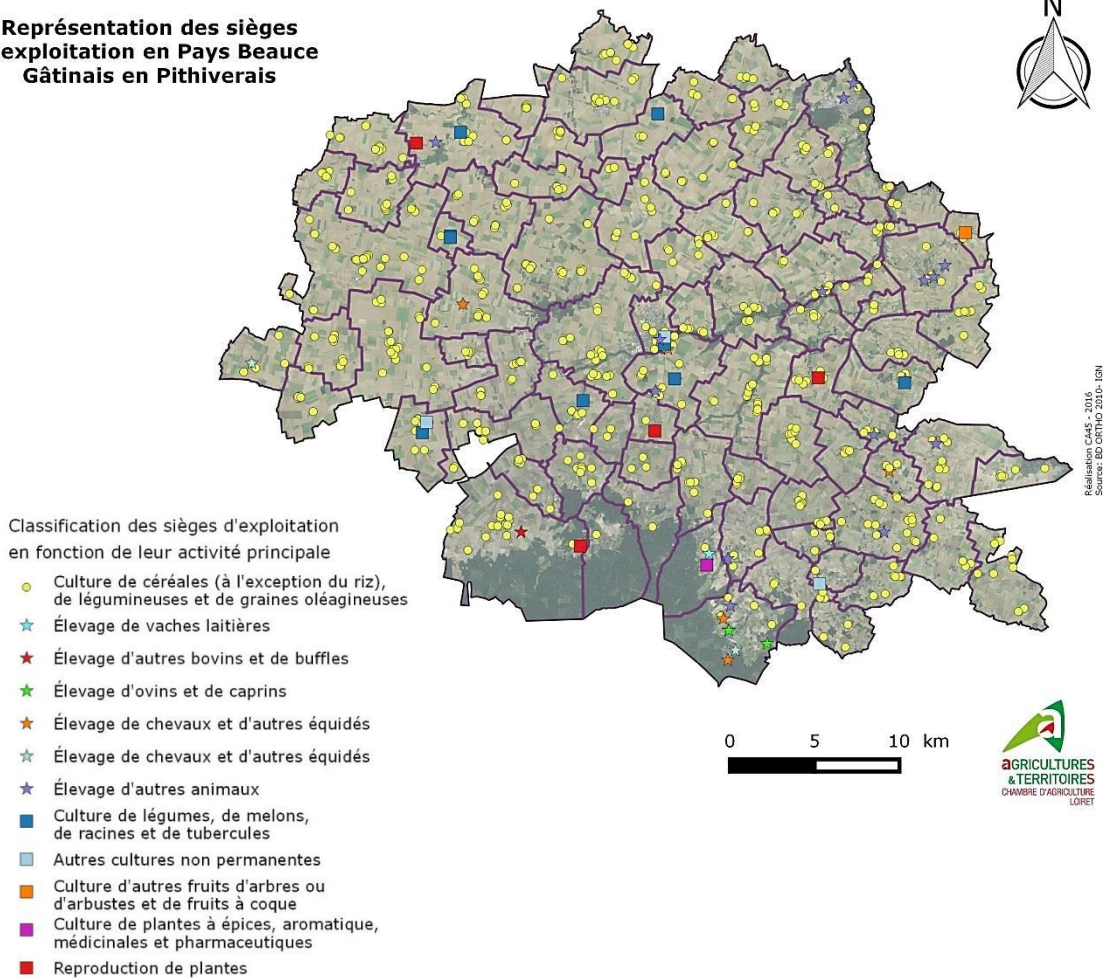 Représentation des sièges
exploitation en Pays Beauce
Gâtinais en Pithiverais
N
Réalisation CA45 - 2016
Source: BD ORTHO 2010- IGN
Classification des sièges d'exploitation
en fonction de leur activité principale
Culture de céréales (à l'exception du riz),
de légumineuses et de graines oléagineuses
Élevage de vaches laitières
Élevage d'autres bovins et de buffles
Élevage d'ovins et de caprins
Élevage de chevaux et d'autres équidés
Élevage de chevaux et d'autres équidés
Élevage d'autres animaux
Culture de légumes, de melons,
de racines et de tubercules
Autres cultures non permanentes
Culture d'autres fruits d'arbres ou
d'arbustes et de fruits à coque
Culture de plantes à épices, aromatique,
médicinales et pharmaceutiques
Reproduction de plantes
0 5 10 km
a
aGRICULTURES
& TERRITOIRES
CHAMBRE D'AGRICULTURE
LOIRET